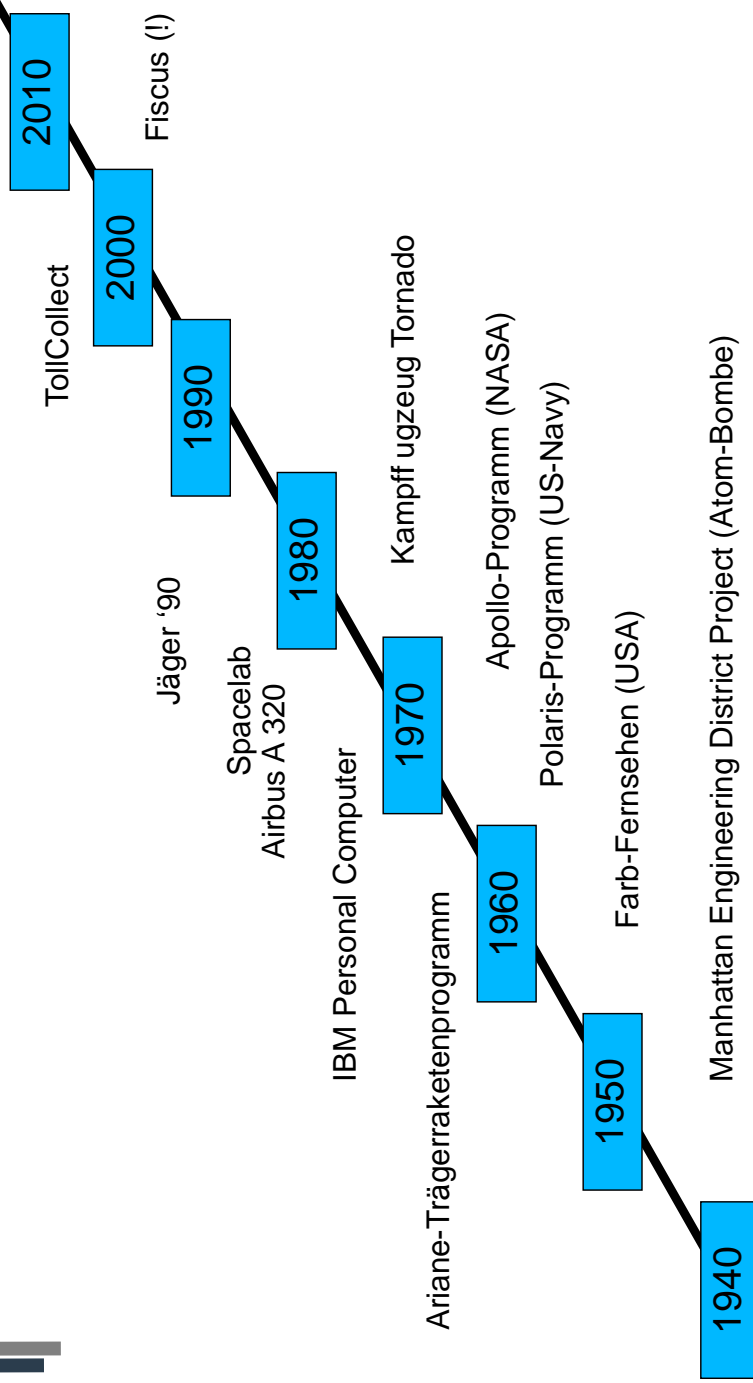 2010
TollCollect
2000
Fiscus (!)
Jäger ‘90
1990
Spacelab
Airbus A 320
1980
IBM Personal Computer
Kampff ugzeug Tornado
1970
Ariane-Trägerraketenprogramm
Apollo-Programm (NASA)
1960
Polaris-Programm (US-Navy)
1950
Farb-Fernsehen (USA)
Manhattan Engineering District Project (Atom-Bombe)
1940